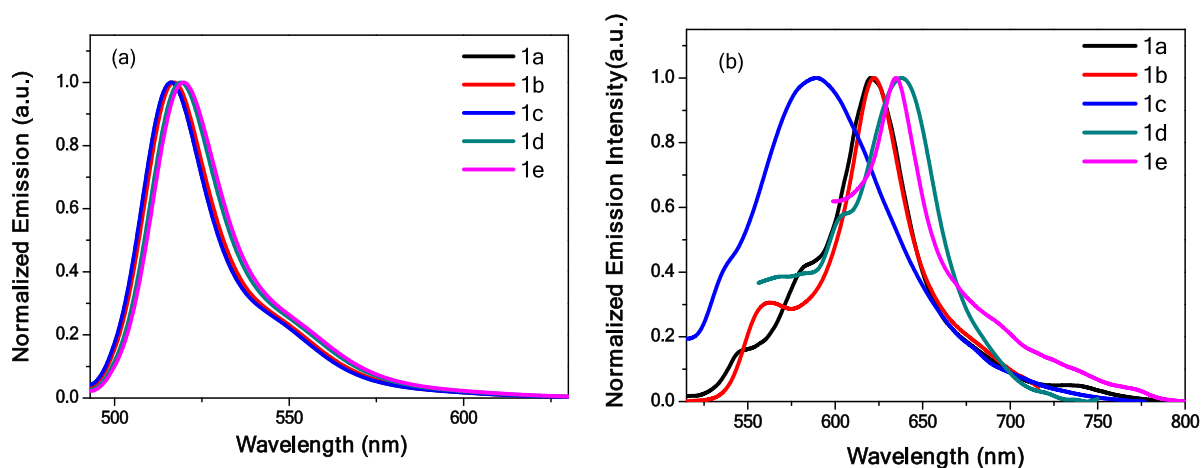 (a)
1a
1b
1c
1d
1e
Normalized Emission (a.u.)
1.0
0.8
0.6
0.4
0.2
0.0
500
550
600
Wavelength (nm)
(b)
1a
1b
1c
1d
1e
Normalized Emission Intensity(a.u.)
1.0
0.8
0.6
0.4
0.2
0.0
550
600
650
700
750
800
Wavelength (nm)